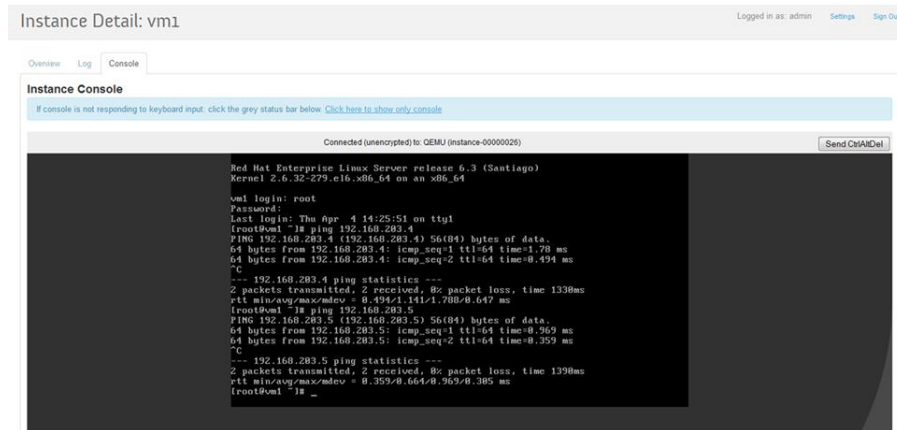 Instance Detail: vm1
Logged in as: admin Settings Sign Ou
Overview Log Console
Instance Console
If console is not responding to keyboard input: click the grey status bar below. Click here to show only console
Connected (unencrypted) to: QEMU (instance-00000026)
Send CtrlAltDel
Red Hat Enterprise Linux Server release 6.3 (Santiago)
Kernel 2.6.32-279.el6.x86_64 on an x86_64
vm1 login: root
Password:
Last login: Thu Apr 4 14:25:51 on tty1
[root@vm1 ~]# ping 192.168.203.4
PING 192.168.203.4 (192.168.203.4) 56(84) bytes of data.
64 bytes from 192.168.203.4: icmp_seq=1 ttl=64 time=1.78 ms
64 bytes from 192.168.203.4: icmp_seq=2 ttl=64 time=0.494 ms
^C
--- 192.168.203.4 ping statistics ---
2 packets transmitted, 2 received, 0% packet loss, time 1330ms
rtt min/avg/max/mdev = 0.494/1.141/1.788/0.647 ms
[root@vm1 ~]# ping 192.168.203.5
PING 192.168.203.5 (192.168.203.5) 56(84) bytes of data.
64 bytes from 192.168.203.5: icmp_seq=1 ttl=64 time=0.969 ms
64 bytes from 192.168.203.5: icmp_seq=2 ttl=64 time=0.359 ms
^C
--- 192.168.203.5 ping statistics ---
2 packets transmitted, 2 received, 0% packet loss, time 1390ms
rtt min/avg/max/mdev = 0.359/0.664/0.969/0.305 ms
[root@vm1 ~]# _